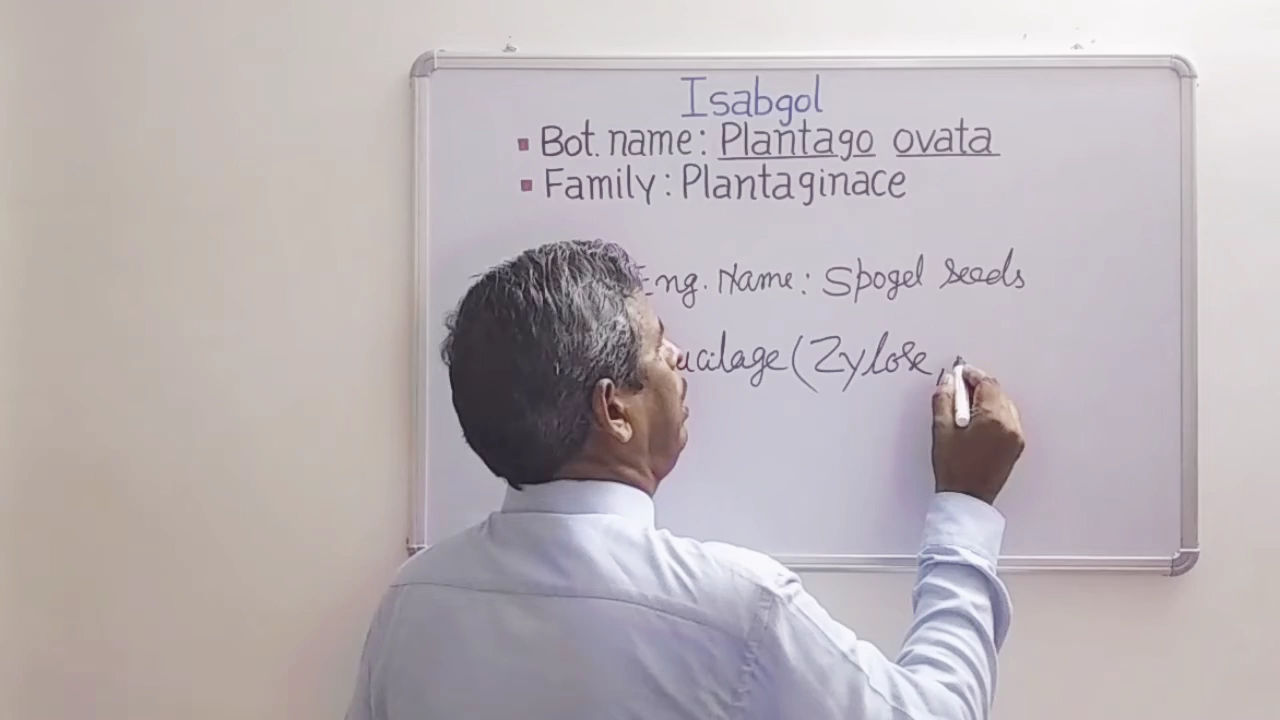 Isabgol
▪ Bot. name: Plantago ovata
▪ Family: Plantaginace
Eng. Name: Spogel seeds
ucilage (Zylose,